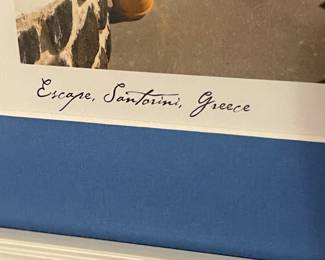 Escape, Santorini, Greece